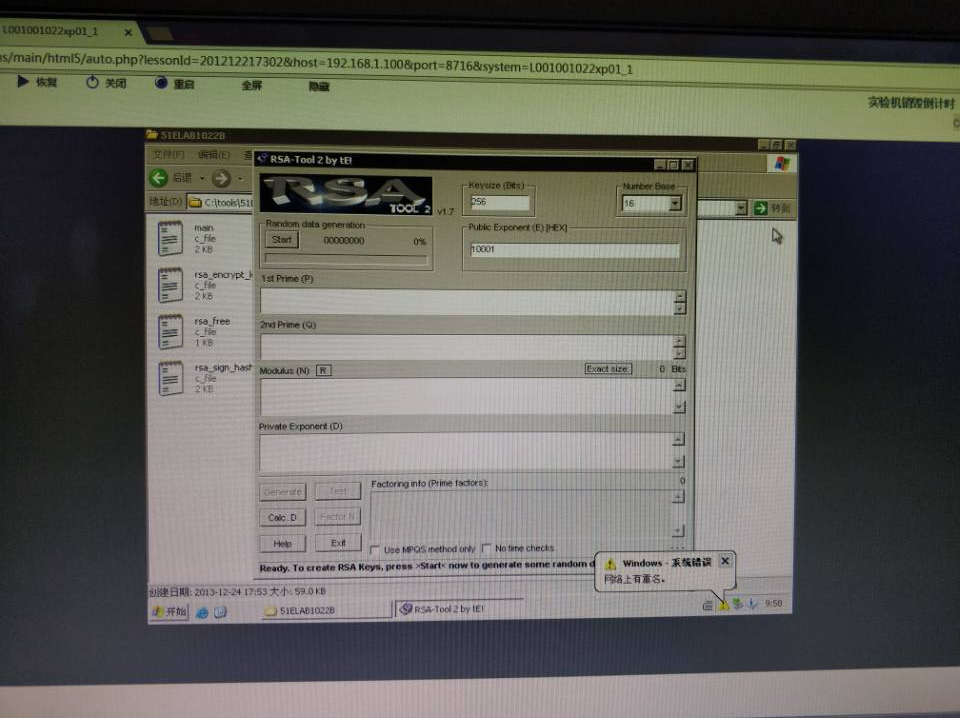 L001001022xp01_1 ×
ns/main/html5/auto.php?lessonId=201212217302&host=192.168.1.100&port=8716&system=L001001022xp01_1
恢复 关闭 重启 全屏 隐藏
实验机销毁倒计时
51ELAB1022B
文件(F) 编辑(E)
后退
地址(D) C:\tools\51
转到
main
c_file
2 KB
rsa_encrypt_k
c_file
2 KB
rsa_free
c_file
1 KB
rsa_sign_hash
c_file
2 KB
RSA-Tool 2 by tE!
RSA
TOOL 2 v1.7
Keysize (Bits)
256
Number Base
16
Random data generation
Start 00000000 0%
Public Exponent (E) [HEX]
10001
1st Prime (P)
2nd Prime (Q)
Modulus (N) R Exact size: 0 Bits
Private Exponent (D)
Generate Test
Calc. D Factor N
Help Exit
Factoring info (Prime factors): 0
Use MPQS method only No time checks
Ready. To create RSA Keys, press >Start< now to generate some random d
Windows - 系统错误
网络上有重名。
创建日期: 2013-12-24 17:53 大小: 59.0 KB
开始 51ELAB1022B RSA-Tool 2 by tE! 9:58